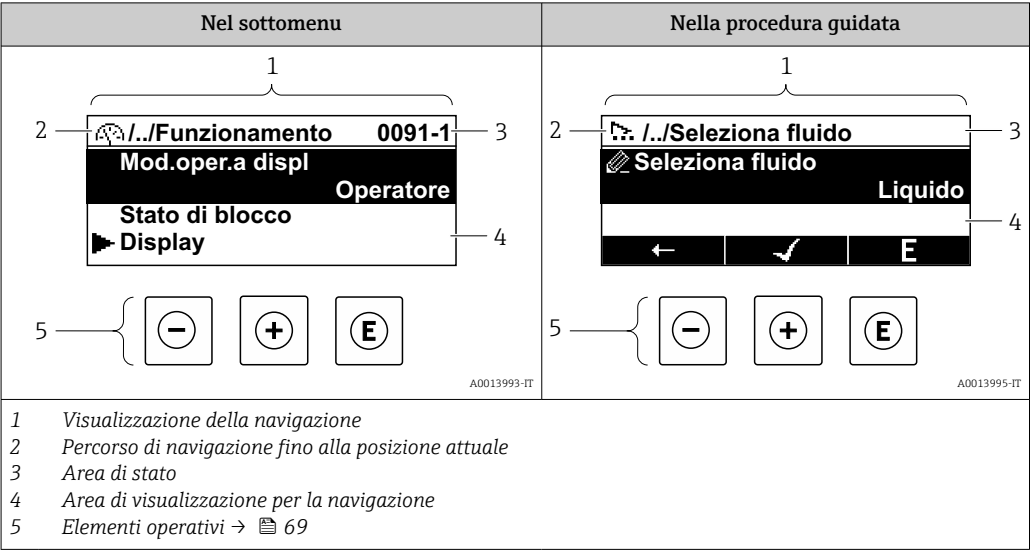 Nel sottomenu
1
2
/../Funzionamento 0091-1
3
Mod.oper.a displ
Operatore
Stato di blocco
Display
4
5
- + E
A0013993-IT
Nella procedura guidata
1
2
/../Seleziona fluido
3
Seleziona fluido
Liquido
4
← ✓ E
5
- + E
A0013995-IT
1 Visualizzazione della navigazione
2 Percorso di navigazione fino alla posizione attuale
3 Area di stato
4 Area di visualizzazione per la navigazione
5 Elementi operativi → 69